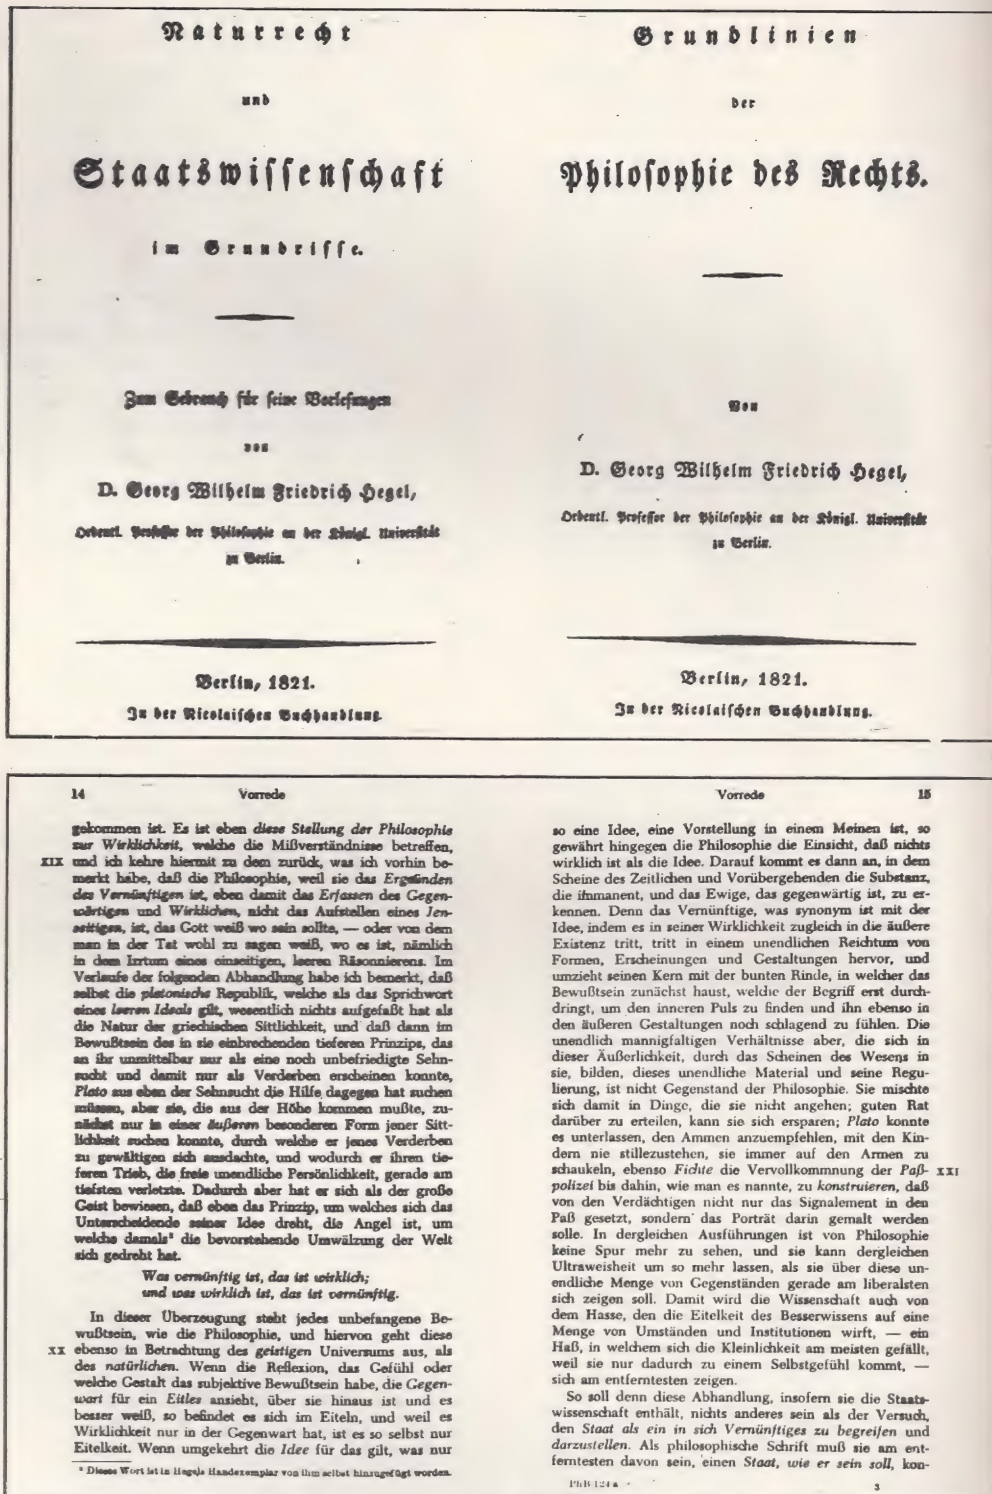 Naturrecht
und
Staatswissenschaft
im Grundrisse.
Zum Gebrauch für seine Vorlesungen
von
D. Georg Wilhelm Friedrich Hegel,
Ordentl. Professor der Philosophie an der Königl. Universität
zu Berlin.
Berlin, 1821.
In der Nicolaischen Buchhandlung.
Grundlinien
der
Philosophie des Rechts.
Von
D. Georg Wilhelm Friedrich Hegel,
Ordentl. Professor der Philosophie an der Königl. Universität
zu Berlin.
Berlin, 1821.
In der Nicolaischen Buchhandlung.
14 Vorrede
gekommen ist. Es ist eben diese Stellung der Philosophie
zur Wirklichkeit, welche die Mißverständnisse betreffen,
XIX und ich kehre hiermit zu dem zurück, was ich vorhin be-
merkt habe, daß die Philosophie, weil sie das Ergründen
des Vernünftigen ist, eben damit das Erfassen des Gegen-
wärtigen und Wirklichen, nicht das Aufstellen eines Jen-
seitigen, ist, das Gott weiß wo sein sollte, — oder von dem
man in der Tat wohl zu sagen weiß, wo es ist, nämlich
in dem Irrtum eines einseitigen, leeren Räsonnierens. Im
Verlaufe der folgenden Abhandlung habe ich bemerkt, daß
selbst die platonische Republik, welche als das Sprichwort
eines leeren Ideals gilt, wesentlich nichts aufgefaßt hat als
die Natur der griechischen Sittlichkeit, und daß dann im
Bewußtsein des in sie einbrechenden tieferen Prinzips, das
an ihr unmittelbar nur als eine noch unbefriedigte Sehn-
sucht und damit nur als Verderben erscheinen konnte,
Plato aus eben der Sehnsucht die Hilfe dagegen hat suchen
müssen, aber sie, die aus der Höhe kommen mußte, zu-
nächst nur in einer äußeren besonderen Form jener Sitt-
lichkeit suchen konnte, durch welche er jenes Verderben
zu gewältigen sich ausdachte, und wodurch er ihren tie-
feren Trieb, die freie unendliche Persönlichkeit, gerade am
tiefsten verletzte. Dadurch aber hat er sich als der große
Geist bewiesen, daß eben das Prinzip, um welches sich das
Unterscheidende seiner Idee dreht, die Angel ist, um
welche damals* die bevorstehende Umwälzung der Welt
sich gedreht hat.
Was vernünftig ist, das ist wirklich;
und was wirklich ist, das ist vernünftig.
In dieser Überzeugung steht jedes unbefangene Be-
wußtsein, wie die Philosophie, und hiervon geht diese
XX ebenso in Betrachtung des geistigen Universums aus, als
des natürlichen. Wenn die Reflexion, das Gefühl oder
welche Gestalt das subjektive Bewußtsein habe, die Gegen-
wart für ein Eitles ansieht, über sie hinaus ist und es
besser weiß, so befindet es sich im Eiteln, und weil es
Wirklichkeit nur in der Gegenwart hat, ist es so selbst nur
Eitelkeit. Wenn umgekehrt die Idee für das gilt, was nur
* Dieses Wort ist in Hegels Handexemplar von ihm selbst hinzugefügt worden.
Vorrede 15
so eine Idee, eine Vorstellung in einem Meinen ist, so
gewährt hingegen die Philosophie die Einsicht, daß nichts
wirklich ist als die Idee. Darauf kommt es dann an, in dem
Scheine des Zeitlichen und Vorübergehenden die Substanz,
die immanent, und das Ewige, das gegenwärtig ist, zu er-
kennen. Denn das Vernünftige, was synonym ist mit der
Idee, indem es in seiner Wirklichkeit zugleich in die äußere
Existenz tritt, tritt in einem unendlichen Reichtum von
Formen, Erscheinungen und Gestaltungen hervor, und
umzieht seinen Kern mit der bunten Rinde, in welcher das
Bewußtsein zunächst haust, welche der Begriff erst durch-
dringt, um den inneren Puls zu finden und ihn ebenso in
den äußeren Gestaltungen noch schlagend zu fühlen. Die
unendlich mannigfaltigen Verhältnisse aber, die sich in
dieser Äußerlichkeit, durch das Scheinen des Wesens in
sie, bilden, dieses unendliche Material und seine Regu-
lierung, ist nicht Gegenstand der Philosophie. Sie mischte
sich damit in Dinge, die sie nicht angehen; guten Rat
darüber zu erteilen, kann sie sich ersparen; Plato konnte
es unterlassen, den Ammen anzuempfehlen, mit den Kin-
dern nie stillezustehen, sie immer auf den Armen zu
schaukeln, ebenso Fichte die Vervollkommnung der Paß- XXI
polizei bis dahin, wie man es nannte, zu konstruieren, daß
von den Verdächtigen nicht nur das Signalement in den
Paß gesetzt, sondern das Porträt darin gemalt werden
solle. In dergleichen Ausführungen ist von Philosophie
keine Spur mehr zu sehen, und sie kann dergleichen
Ultraweisheit um so mehr lassen, als sie über diese un-
endliche Menge von Gegenständen gerade am liberalsten
sich zeigen soll. Damit wird die Wissenschaft auch von
dem Hasse, den die Eitelkeit des Besserwissens auf eine
Menge von Umständen und Institutionen wirft, — ein
Haß, in welchem sich die Kleinlichkeit am meisten gefällt,
weil sie nur dadurch zu einem Selbstgefühl kommt, —
sich am entferntesten zeigen.
So soll denn diese Abhandlung, insofern sie die Staats-
wissenschaft enthält, nichts anderes sein als der Versuch,
den Staat als ein in sich Vernünftiges zu begreifen und
darzustellen. Als philosophische Schrift muß sie am ent-
ferntesten davon sein, einen Staat, wie er sein soll, kon-
PhB 124a 3